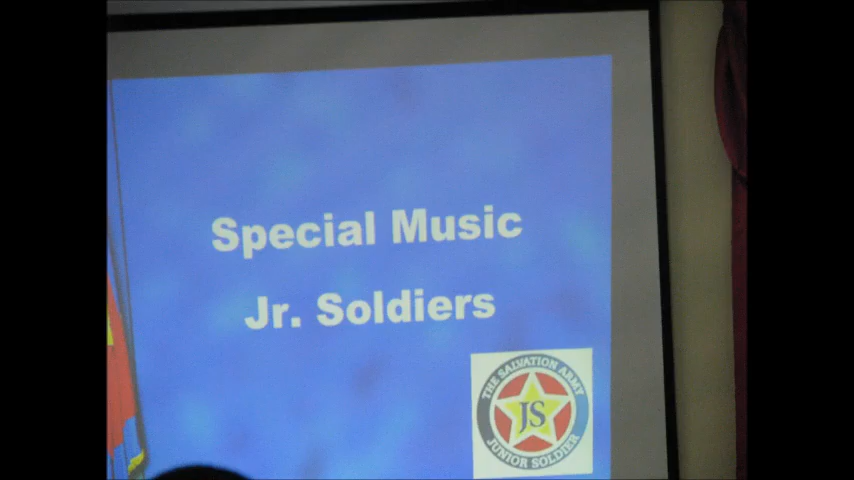 Special Music
Jr. Soldiers
THE SALVATION ARMY
JS
JUNIOR SOLDIER